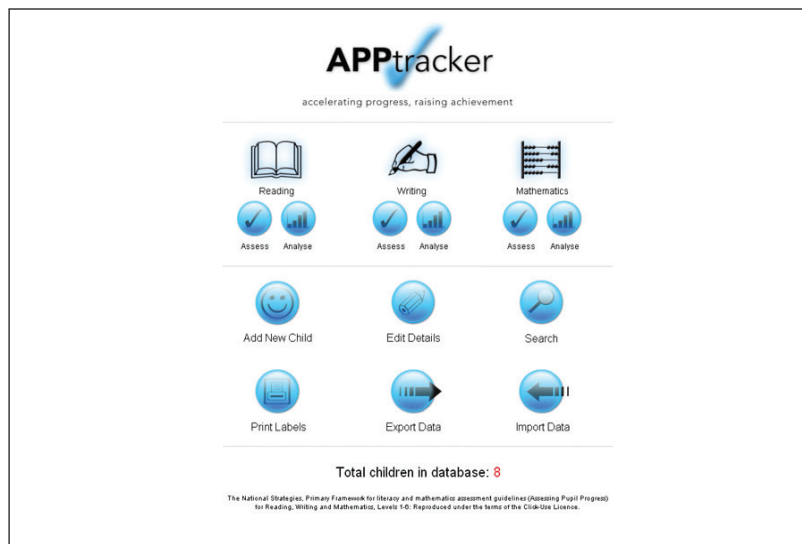 APPtracker
accelerating progress, raising achievement
Reading Writing Mathematics
Assess Analyse Assess Analyse Assess Analyse
Add New Child Edit Details Search
Print Labels Export Data Import Data
Total children in database: 8
The National Strategies, Primary Framework for literacy and mathematics assessment guidelines (Assessing Pupil Progress)
for Reading, Writing and Mathematics, Levels 1-6: Reproduced under the terms of the Click-Use Licence.